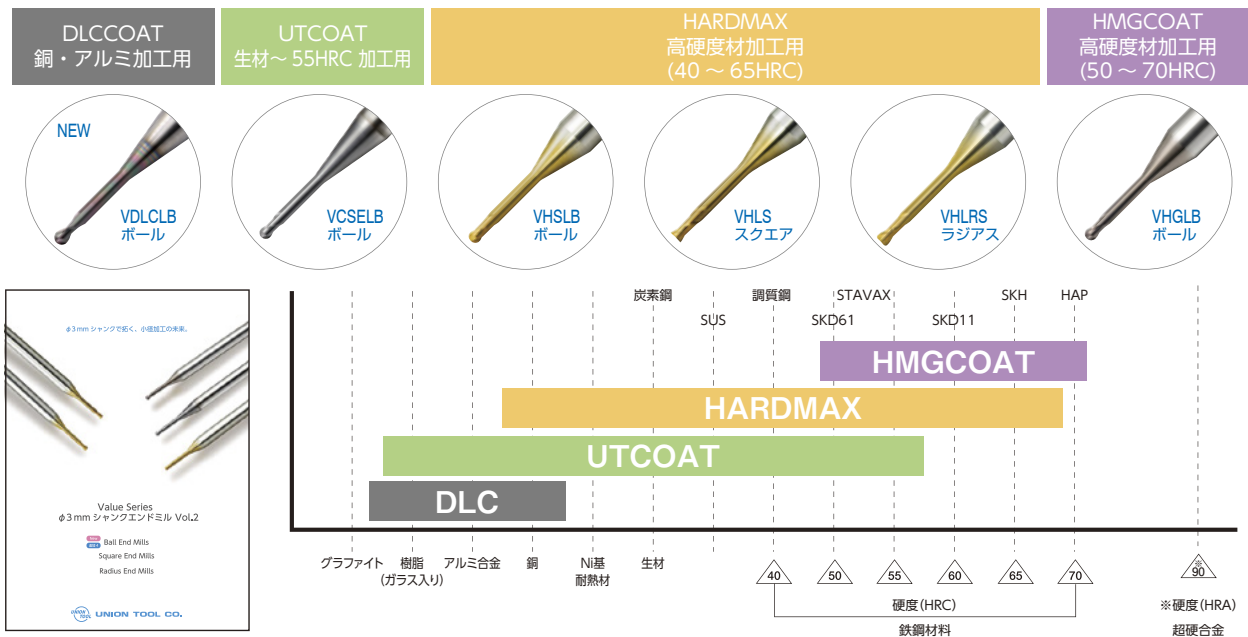 DLCCOAT
銅・アルミ加工用
UTCOAT
生材～55HRC 加工用
HARDMAX
高硬度材加工用
(40 ～ 65HRC)
HMGCOAT
高硬度材加工用
(50 ～ 70HRC)
NEW
VDLCLB
ボール
VCSELB
ボール
VHSLB
ボール
VHLS
スクエア
VHLRS
ラジアス
VHGLB
ボール
φ3mm シャンクで拓く、小径加工の未来。
Value Series
φ3mm シャンクエンドミル Vol.2
Ball End Mills
Square End Mills
Radius End Mills
UNION TOOL
UNION TOOL CO.
炭素鋼
調質鋼
STAVAX
SKH
HAP
SUS
SKD61
SKD11
HMGCOAT
HARDMAX
UTCOAT
DLC
グラファイト
樹脂
(ガラス入り)
アルミ合金
銅
Ni基
耐熱材
生材
40
50
55
60
65
70
※
90
硬度(HRC)
鉄鋼材料
※硬度(HRA)
超硬合金